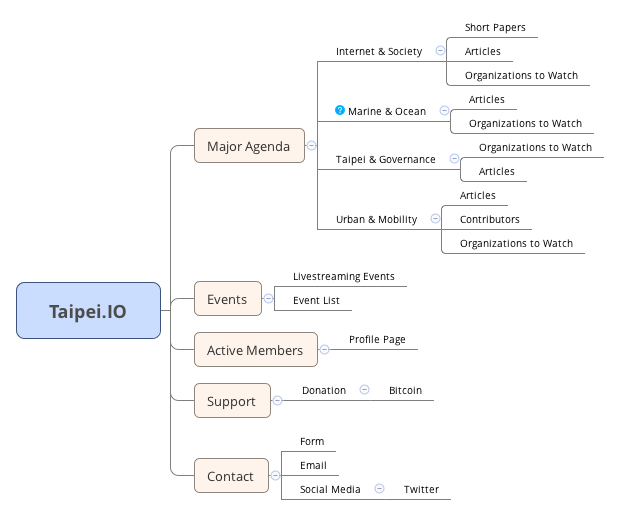 Taipei.IO
Major Agenda
Internet & Society
Short Papers
Articles
Organizations to Watch
Marine & Ocean
Articles
Organizations to Watch
Taipei & Governance
Organizations to Watch
Articles
Urban & Mobility
Articles
Contributors
Organizations to Watch
Events
Livestreaming Events
Event List
Active Members
Profile Page
Support
Donation
Bitcoin
Contact
Form
Email
Social Media
Twitter